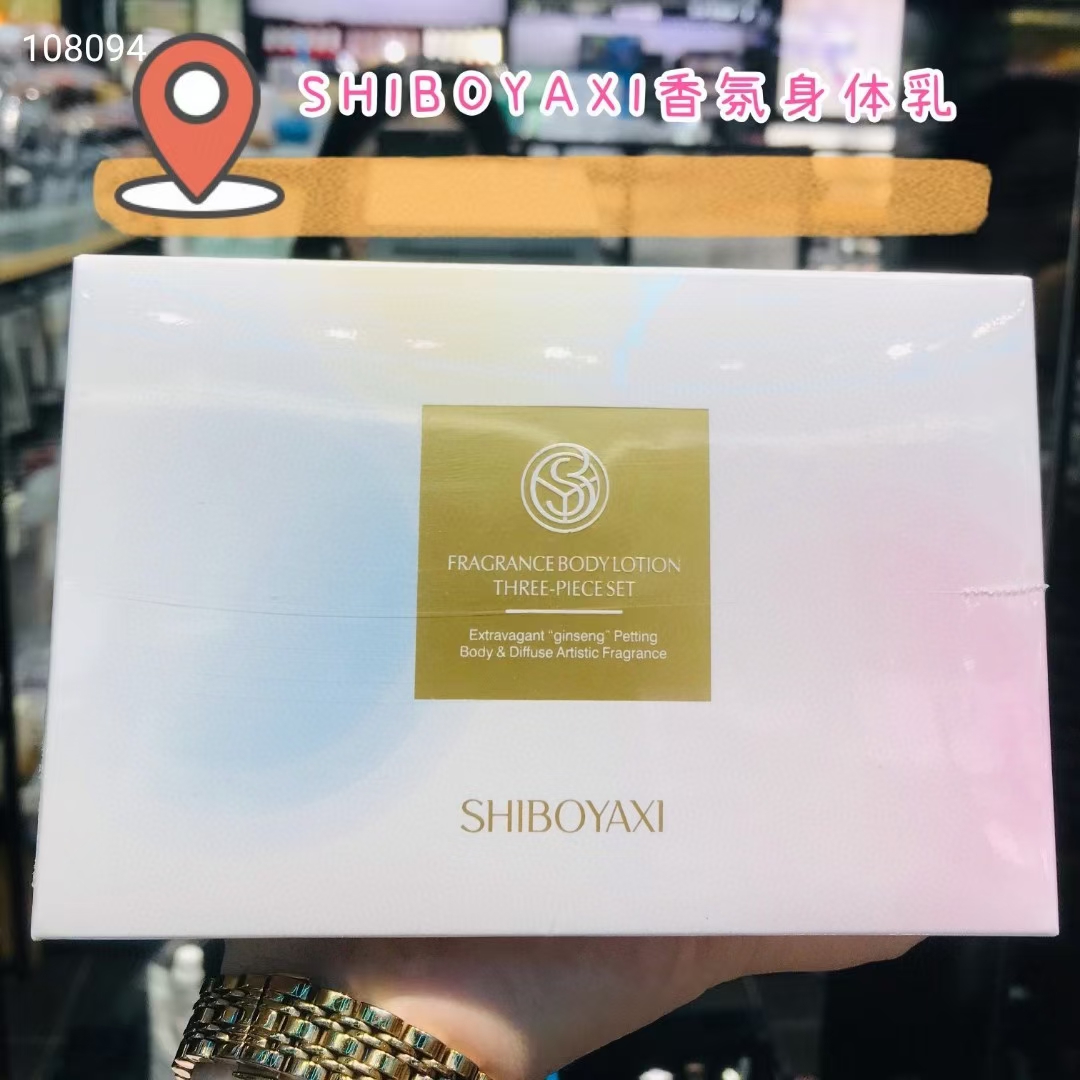 108094
SHIBOYAXI香氛身体乳
FRAGRANCE BODY LOTION
THREE-PIECE SET
Extravagant "ginseng" Petting
Body & Diffuse Artistic Fragrance
SHIBOYAXI